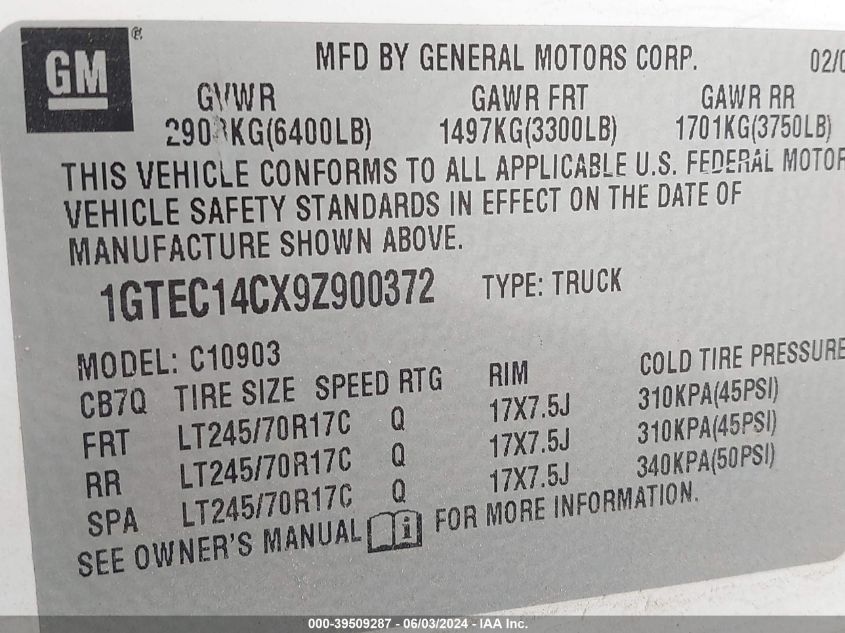 GM®
MFD BY GENERAL MOTORS CORP. 02/0
GVWR GAWR FRT GAWR RR
2903KG(6400LB) 1497KG(3300LB) 1701KG(3750LB)
THIS VEHICLE CONFORMS TO ALL APPLICABLE U.S. FEDERAL MOTOR
VEHICLE SAFETY STANDARDS IN EFFECT ON THE DATE OF
MANUFACTURE SHOWN ABOVE.
1GTEC14CX9Z900372 TYPE: TRUCK
MODEL: C10903
CB7Q TIRE SIZE SPEED RTG RIM COLD TIRE PRESSURE
FRT LT245/70R17C Q 17X7.5J 310KPA(45PSI)
RR LT245/70R17C Q 17X7.5J 310KPA(45PSI)
SPA LT245/70R17C Q 17X7.5J 340KPA(50PSI)
SEE OWNER'S MANUAL i FOR MORE INFORMATION.
000-39509287 - 06/03/2024 - IAA Inc.